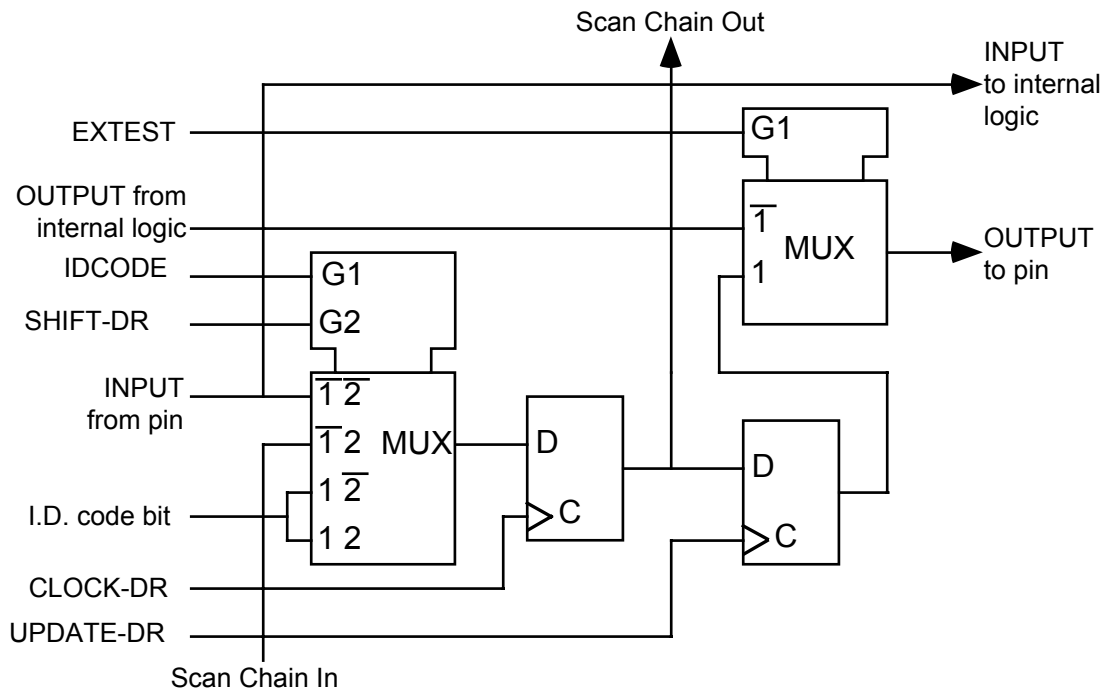 Scan Chain Out
INPUT
to internal
logic
EXTEST
G1
OUTPUT from
internal logic
1̅
MUX
1
OUTPUT
to pin
IDCODE
G1
SHIFT-DR
G2
INPUT
from pin
1̅ 2̅
1̅ 2
MUX
1 2̅
1 2
I.D. code bit
D
C
D
C
CLOCK-DR
UPDATE-DR
Scan Chain In